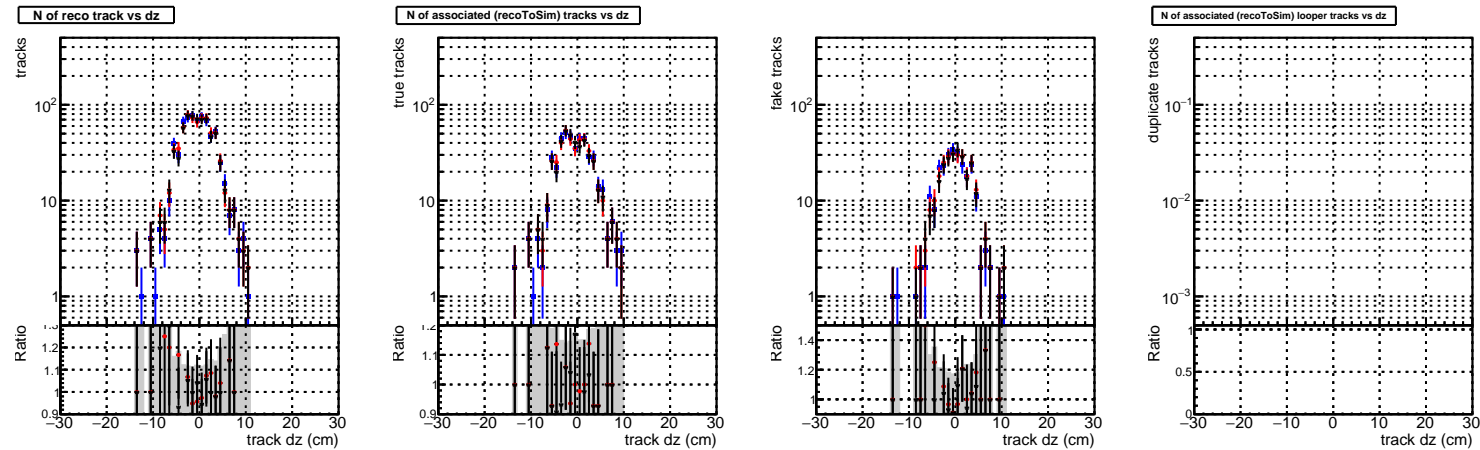 N of reco track vs dz
tracks
10²
10
1
Ratio
1.3
1.2
1.1
1
0.9
−30 −20 −10 0 10 20 30
track dz (cm)
N of associated (recoToSim) tracks vs dz
true tracks
10²
10
1
Ratio
1.2
1.1
1
0.9
−30 −20 −10 0 10 20 30
track dz (cm)
fake tracks
10²
10
1
Ratio
1.4
1.2
1
−30 −20 −10 0 10 20 30
track dz (cm)
N of associated (recoToSim) looper tracks vs dz
duplicate tracks
10⁻¹
10⁻²
10⁻³
Ratio
1
0.5
0
−30 −20 −10 0 10 20 30
track dz (cm)